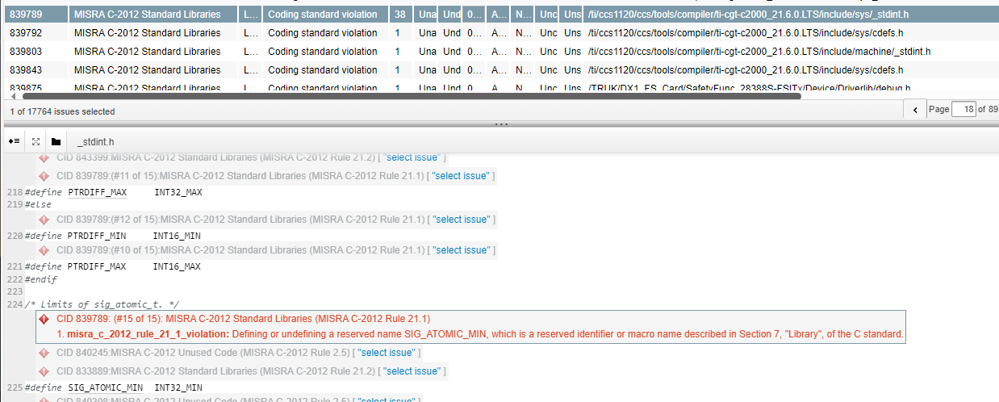 839789 MISRA C-2012 Standard Libraries L... Coding standard violation 38 Una Und 0... A... N... Unc Uns /ti/ccs1120/ccs/tools/compiler/ti-cgt-c2000_21.6.0.LTS/include/sys/_stdint.h
839792 MISRA C-2012 Standard Libraries L... Coding standard violation 1 Una Und 0... A... N... Unc Uns /ti/ccs1120/ccs/tools/compiler/ti-cgt-c2000_21.6.0.LTS/include/sys/cdefs.h
839803 MISRA C-2012 Standard Libraries L... Coding standard violation 1 Una Und 0... A... N... Unc Uns /ti/ccs1120/ccs/tools/compiler/ti-cgt-c2000_21.6.0.LTS/include/machine/_stdint.h
839843 MISRA C-2012 Standard Libraries L... Coding standard violation 1 Una Und 0... A... N... Unc Uns /ti/ccs1120/ccs/tools/compiler/ti-cgt-c2000_21.6.0.LTS/include/sys/cdefs.h
839875 MISRA C-2012 Standard Libraries L... Coding standard violation 1 Una Und 0... A... N... Unc Uns /TRUK/DX1_FS_Card/SafetyFunc_28388S-FSITx/Device/Driverlib/debug.h
1 of 17764 issues selected
Page 18 of 89
_stdint.h
CID 843399:MISRA C-2012 Standard Libraries (MISRA C-2012 Rule 21.2) [ "select issue" ]
CID 839789:(#11 of 15):MISRA C-2012 Standard Libraries (MISRA C-2012 Rule 21.1) [ "select issue" ]
218 #define PTRDIFF_MAX INT32_MAX
219 #else
CID 839789:(#12 of 15):MISRA C-2012 Standard Libraries (MISRA C-2012 Rule 21.1) [ "select issue" ]
220 #define PTRDIFF_MIN INT16_MIN
CID 839789:(#10 of 15):MISRA C-2012 Standard Libraries (MISRA C-2012 Rule 21.1) [ "select issue" ]
221 #define PTRDIFF_MAX INT16_MAX
222 #endif
223
224 /* Limits of sig_atomic_t. */
CID 839789: (#15 of 15): MISRA C-2012 Standard Libraries (MISRA C-2012 Rule 21.1)
1. misra_c_2012_rule_21_1_violation: Defining or undefining a reserved name SIG_ATOMIC_MIN, which is a reserved identifier or macro name described in Section 7, "Library", of the C standard.
CID 840245:MISRA C-2012 Unused Code (MISRA C-2012 Rule 2.5) [ "select issue" ]
CID 833889:MISRA C-2012 Standard Libraries (MISRA C-2012 Rule 21.2) [ "select issue" ]
225 #define SIG_ATOMIC_MIN INT32_MIN
CID 840308:MISRA C-2012 Unused Code (MISRA C-2012 Rule 2.5) [ "select issue" ]